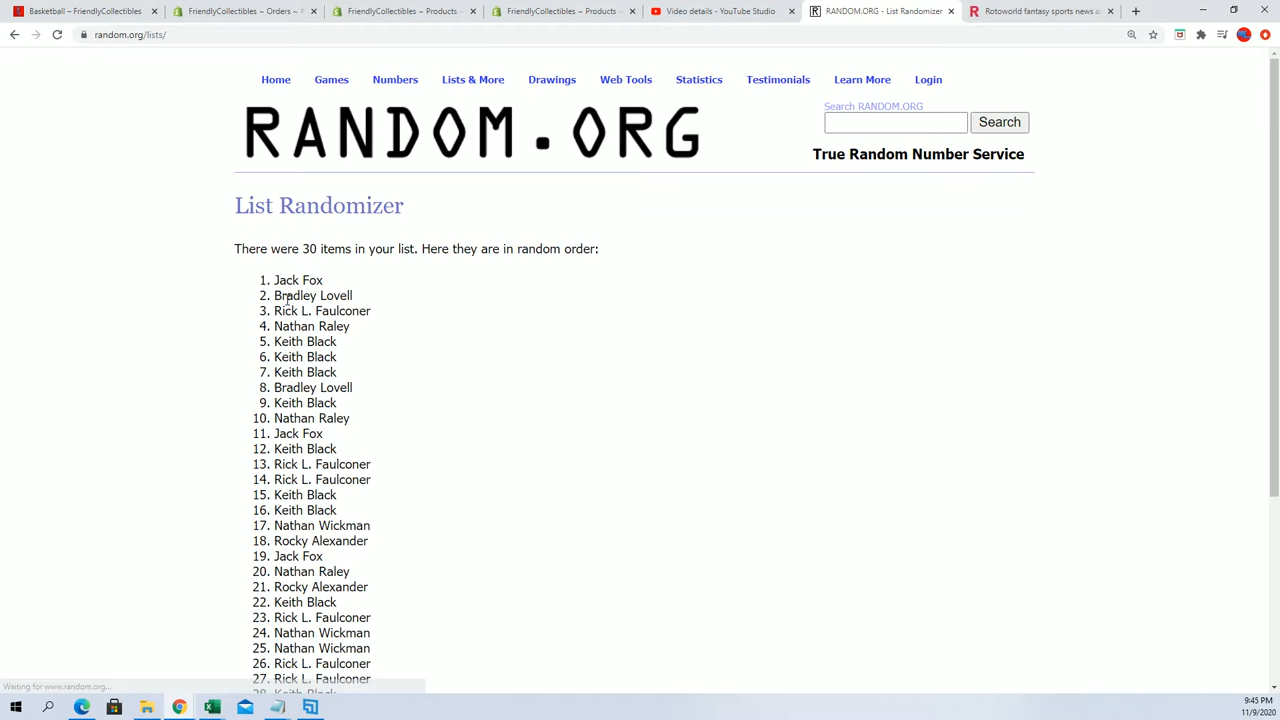 Basketball – FriendlyCollectibles
FriendlyCollectibles ~ Orders ~
FriendlyCollectibles ~ Products ~
FriendlyCollectibles ~ Products ~
Video details - YouTube Studio
RANDOM.ORG - List Randomizer
Rotoworld fantasy sports news a
random.org/lists/
Home Games Numbers Lists & More Drawings Web Tools Statistics Testimonials Learn More Login
RANDOM.ORG
Search RANDOM.ORG
Search
True Random Number Service
List Randomizer
There were 30 items in your list. Here they are in random order:
1. Jack Fox
2. Bradley Lovell
3. Rick L. Faulconer
4. Nathan Raley
5. Keith Black
6. Keith Black
7. Keith Black
8. Bradley Lovell
9. Keith Black
10. Nathan Raley
11. Jack Fox
12. Keith Black
13. Rick L. Faulconer
14. Rick L. Faulconer
15. Keith Black
16. Keith Black
17. Nathan Wickman
18. Rocky Alexander
19. Jack Fox
20. Nathan Raley
21. Rocky Alexander
22. Keith Black
23. Rick L. Faulconer
24. Nathan Wickman
25. Nathan Wickman
26. Rick L. Faulconer
27. Rick L. Faulconer
28. Keith Black
Waiting for www.random.org...
9:45 PM
11/9/2020